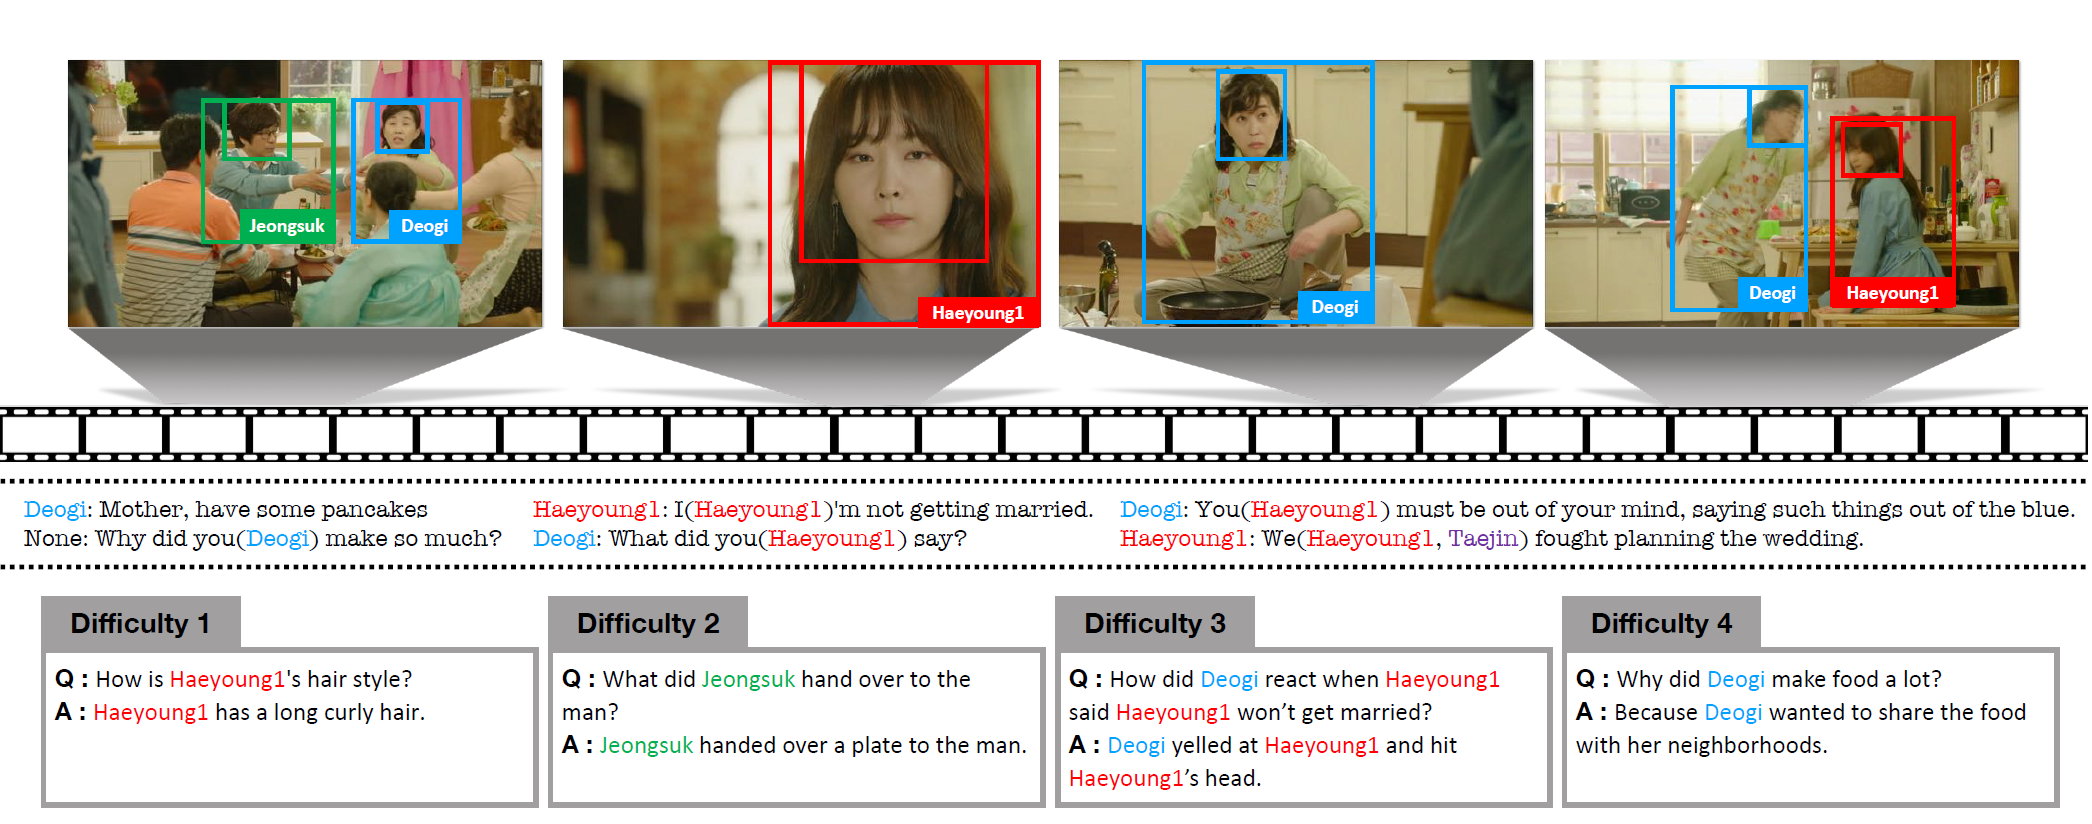 Jeongsuk
Deogi
Haeyoung1
Deogi
Deogi
Haeyoung1
Deogi: Mother, have some pancakes
None: Why did you(Deogi) make so much?
Haeyoung1: I(Haeyoung1)'m not getting married.
Deogi: What did you(Haeyoung1) say?
Deogi: You(Haeyoung1) must be out of your mind, saying such things out of the blue.
Haeyoung1: We(Haeyoung1, Taejin) fought planning the wedding.
Difficulty 1
Q : How is Haeyoung1's hair style?
A : Haeyoung1 has a long curly hair.
Difficulty 2
Q : What did Jeongsuk hand over to the
man?
A : Jeongsuk handed over a plate to the man.
Difficulty 3
Q : How did Deogi react when Haeyoung1
said Haeyoung1 won’t get married?
A : Deogi yelled at Haeyoung1 and hit
Haeyoung1’s head.
Difficulty 4
Q : Why did Deogi make food a lot?
A : Because Deogi wanted to share the food
with her neighborhoods.